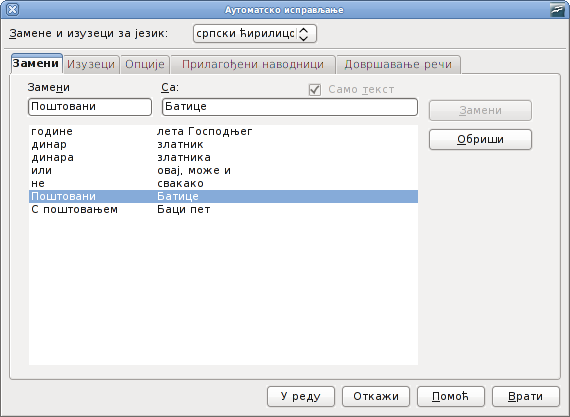 Аутоматско исправљање
Замене и изузеци за језик: српски ћирилицо
Замени Изузеци Опције Прилагођени наводници Довршавање речи
Замени Са: Само текст
Поштовани Батице Замени
Обриши
године лета Господњег
динар златник
динара златника
или овај, може и
не свакако
Поштовани Батице
С поштовањем Баци пет
У реду Откажи Помоћ Врати